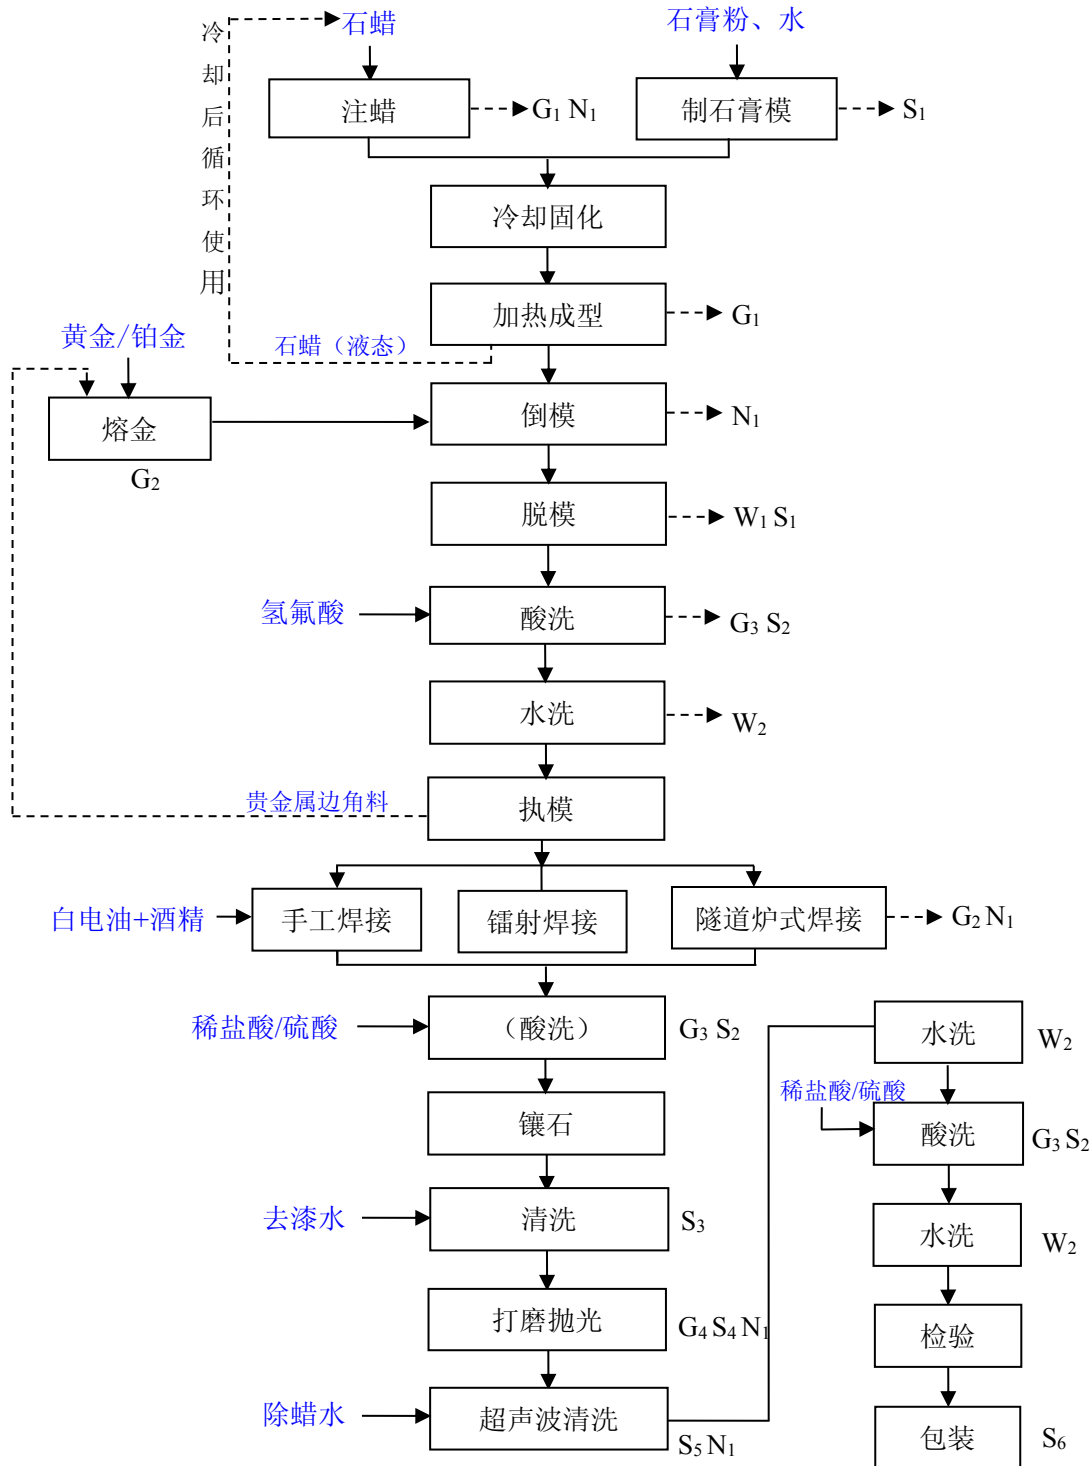 石蜡
石膏粉、水
冷却后循环使用
注蜡
G₁ N₁
制石膏模
S₁
冷却固化
加热成型
G₁
石蜡（液态）
黄金/铂金
熔金
G₂
倒模
N₁
脱模
W₁ S₁
氢氟酸
酸洗
G₃ S₂
水洗
W₂
贵金属边角料
执模
白电油+酒精
手工焊接
镭射焊接
隧道炉式焊接
G₂ N₁
稀盐酸/硫酸
（酸洗）
G₃ S₂
镶石
去漆水
清洗
S₃
打磨抛光
G₄ S₄ N₁
除蜡水
超声波清洗
S₅ N₁
水洗
W₂
稀盐酸/硫酸
酸洗
G₃ S₂
水洗
W₂
检验
包装
S₆